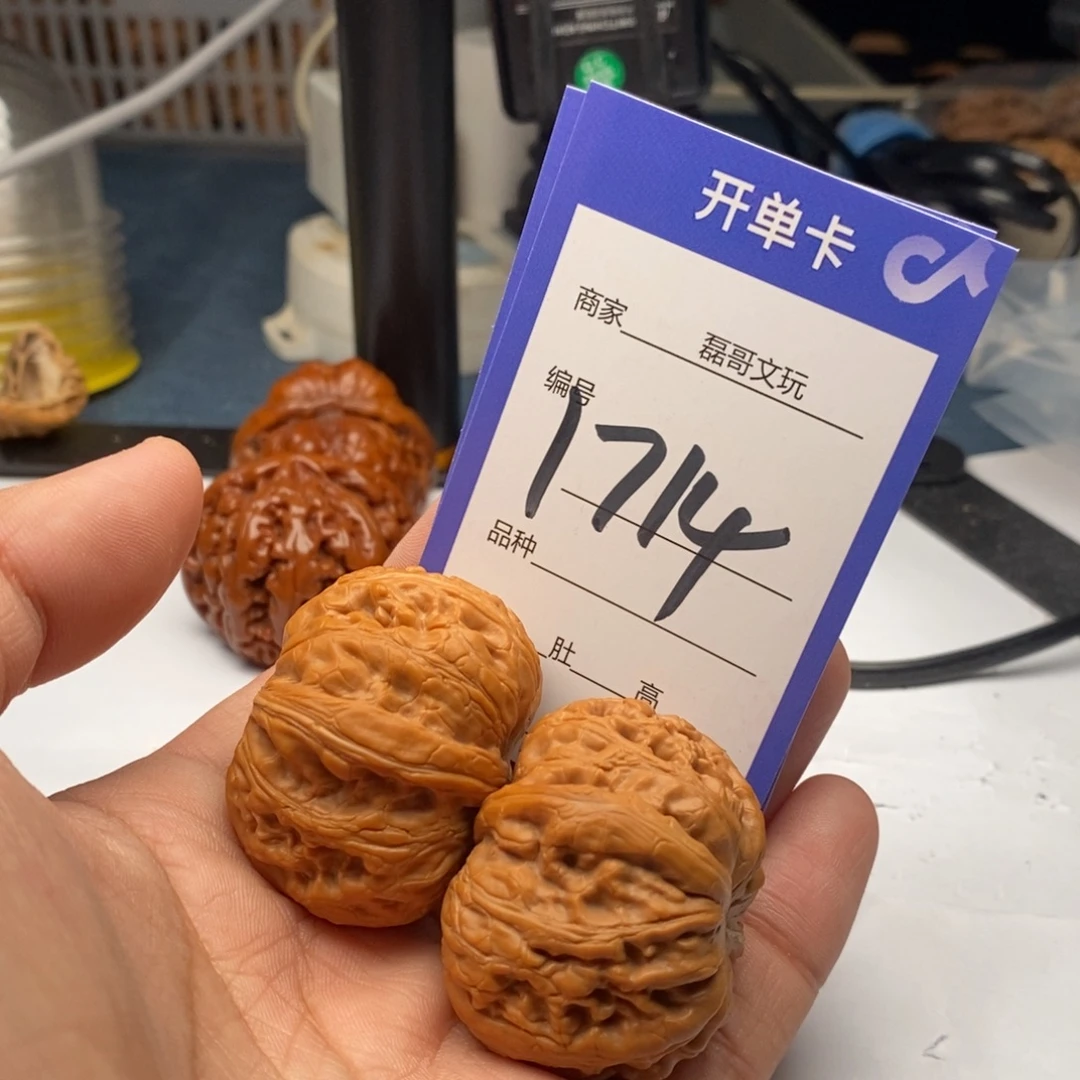 开单卡
商家 磊哥文玩
编号 1714
品种
肚 高